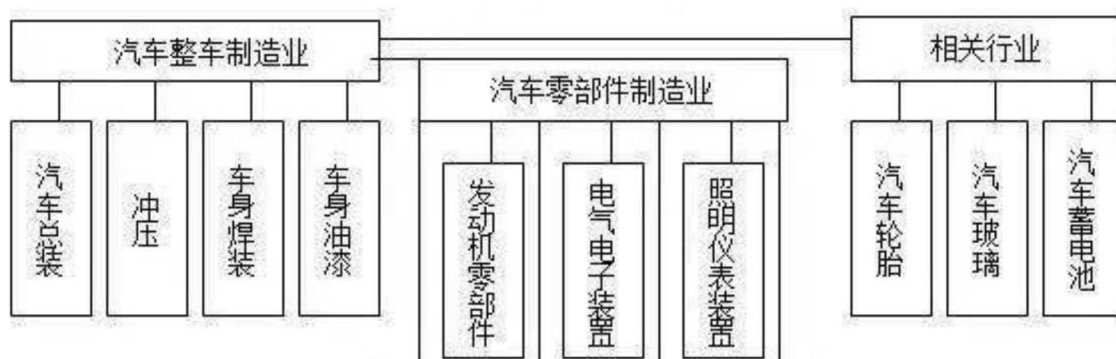 汽车整车制造业
相关行业
汽车零部件制造业
汽车总装
冲压
车身焊装
车身油漆
发动机零部件
电气电子装置
照明仪表装置
汽车轮胎
汽车玻璃
汽车蓄电池